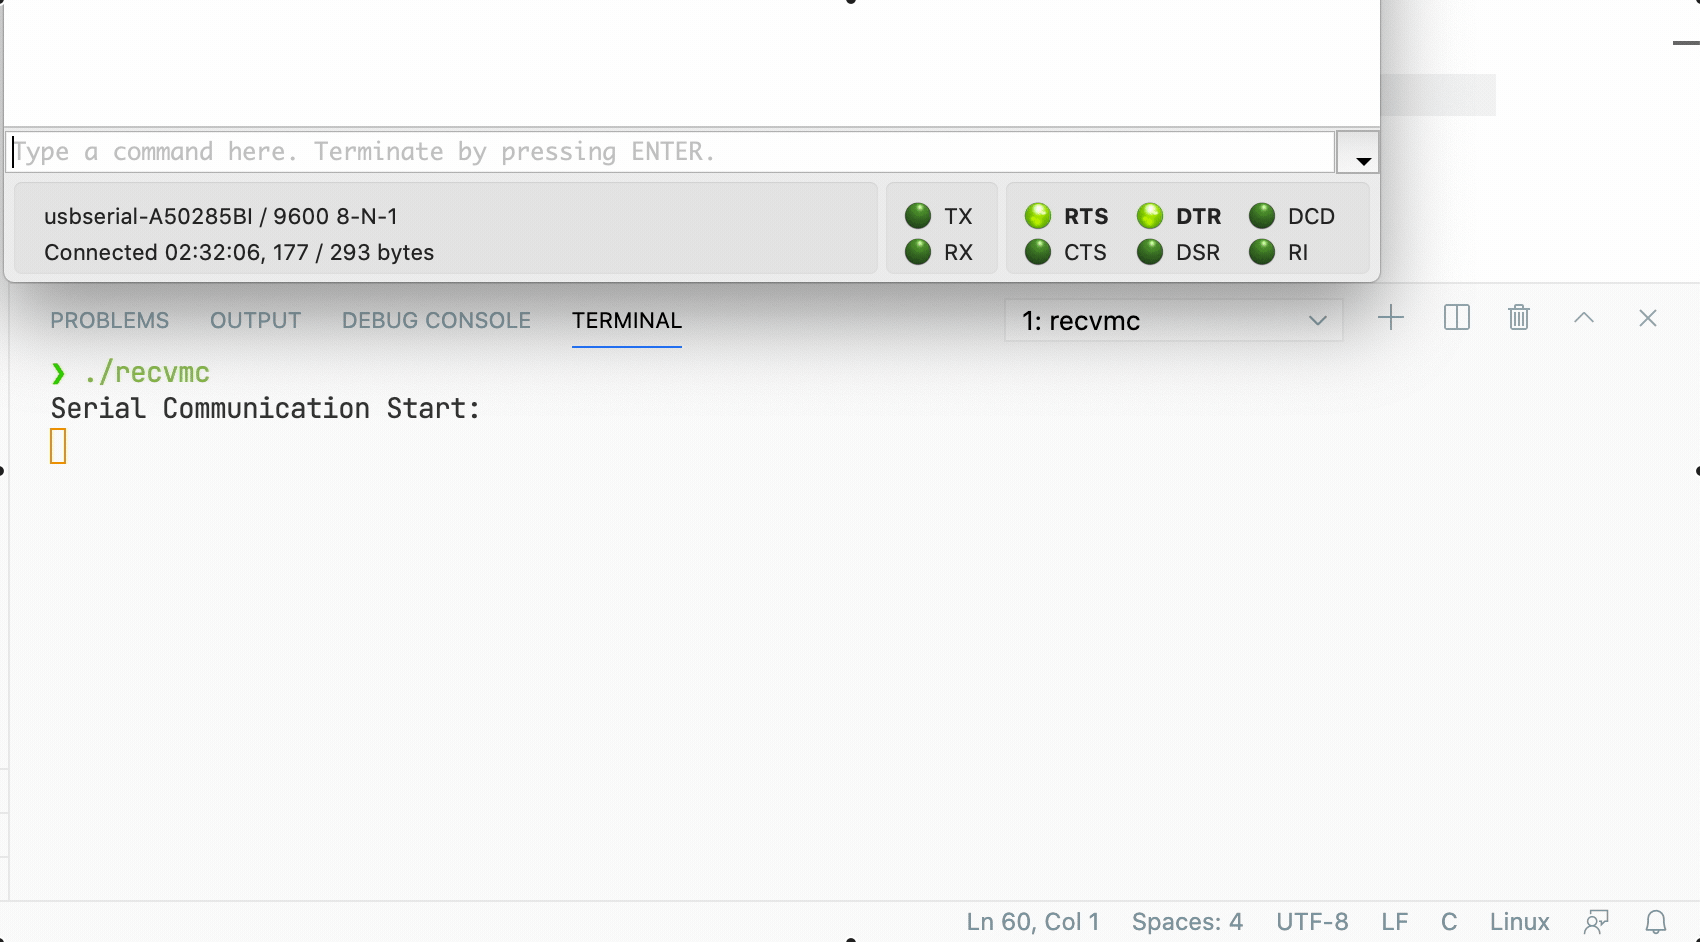 Type a command here. Terminate by pressing ENTER.
usbserial-A50285BI / 9600 8-N-1
Connected 02:32:06, 177 / 293 bytes
TX
RX
RTS DTR DCD
CTS DSR RI
PROBLEMS OUTPUT DEBUG CONSOLE TERMINAL 1: recvmc
❯ ./recvmc
Serial Communication Start:
Ln 60, Col 1 Spaces: 4 UTF-8 LF C Linux